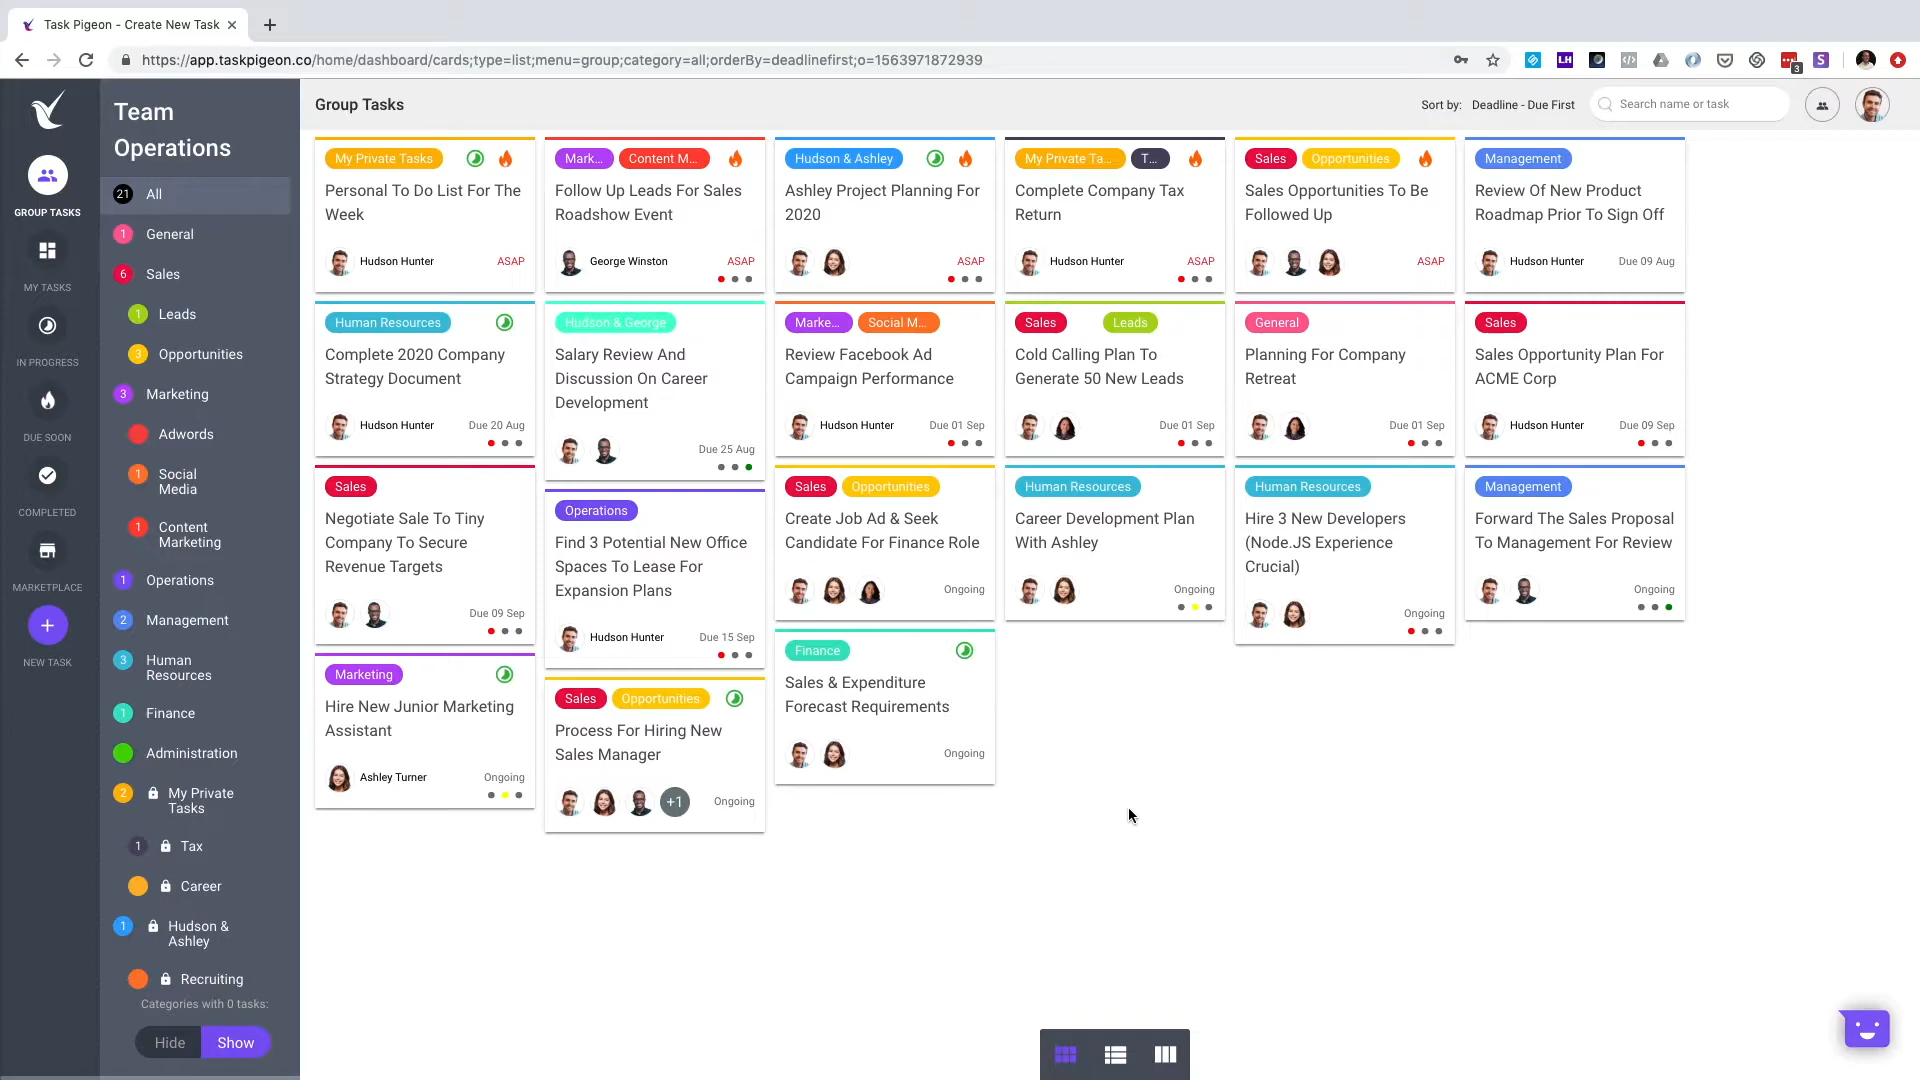 Task Pigeon - Create New Task
https://app.taskpigeon.co/home/dashboard/cards;type=list;menu=group;category=all;orderBy=deadlinefirst;o=1563971872939
LH
</>
3
S
GROUP TASKS
MY TASKS
IN PROGRESS
DUE SOON
COMPLETED
MARKETPLACE
+
NEW TASK
Team
Operations
21 All
1 General
6 Sales
1 Leads
3 Opportunities
3 Marketing
Adwords
1 Social
Media
1 Content
Marketing
1 Operations
2 Management
3 Human
Resources
1 Finance
Administration
2 My Private
Tasks
1 Tax
Career
1 Hudson &
Ashley
Recruiting
Categories with 0 tasks:
Hide Show
Group Tasks
Sort by: Deadline - Due First
Search name or task
My Private Tasks
Personal To Do List For The
Week
Hudson Hunter ASAP
Mark... Content M...
Follow Up Leads For Sales
Roadshow Event
George Winston ASAP
Hudson & Ashley
Ashley Project Planning For
2020
ASAP
My Private Ta... T...
Complete Company Tax
Return
Hudson Hunter ASAP
Sales Opportunities
Sales Opportunities To Be
Followed Up
ASAP
Management
Review Of New Product
Roadmap Prior To Sign Off
Hudson Hunter Due 09 Aug
Human Resources
Complete 2020 Company
Strategy Document
Hudson Hunter Due 20 Aug
Hudson & George
Salary Review And
Discussion On Career
Development
Due 25 Aug
Marke... Social M...
Review Facebook Ad
Campaign Performance
Hudson Hunter Due 01 Sep
Sales Leads
Cold Calling Plan To
Generate 50 New Leads
Due 01 Sep
General
Planning For Company
Retreat
Due 01 Sep
Sales
Sales Opportunity Plan For
ACME Corp
Hudson Hunter Due 09 Sep
Sales
Negotiate Sale To Tiny
Company To Secure
Revenue Targets
Due 09 Sep
Operations
Find 3 Potential New Office
Spaces To Lease For
Expansion Plans
Hudson Hunter Due 15 Sep
Sales Opportunities
Create Job Ad & Seek
Candidate For Finance Role
Ongoing
Human Resources
Career Development Plan
With Ashley
Ongoing
Human Resources
Hire 3 New Developers
(Node.JS Experience
Crucial)
Ongoing
Management
Forward The Sales Proposal
To Management For Review
Ongoing
Marketing
Hire New Junior Marketing
Assistant
Ashley Turner Ongoing
Sales Opportunities
Process For Hiring New
Sales Manager
+1 Ongoing
Finance
Sales & Expenditure
Forecast Requirements
Ongoing